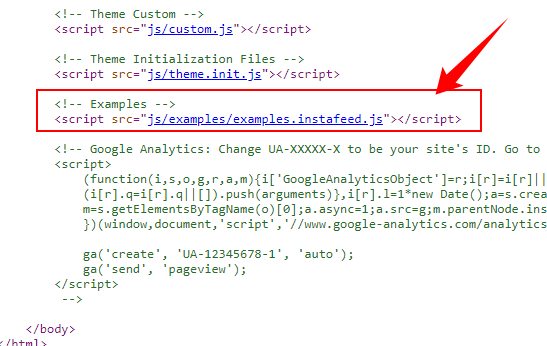 <!-- Theme Custom -->
<script src="js/custom.js"></script>
<!-- Theme Initialization Files -->
<script src="js/theme.init.js"></script>
<!-- Examples -->
<script src="js/examples/examples.instafeed.js"></script>
<!-- Google Analytics: Change UA-XXXXX-X to be your site's ID. Go to
<script>
(function(i,s,o,g,r,a,m){i['GoogleAnalyticsObject']=r;i[r]=i[r]||
(i[r].q=i[r].q||[]).push(arguments)},i[r].l=1*new Date();a=s.crea
m=s.getElementsByTagName(o)[0];a.async=1;a.src=g;m.parentNode.ins
})(window,document,'script','//www.google-analytics.com/analytics
ga('create', 'UA-12345678-1', 'auto');
ga('send', 'pageview');
</script>
-->
</body>
</html>